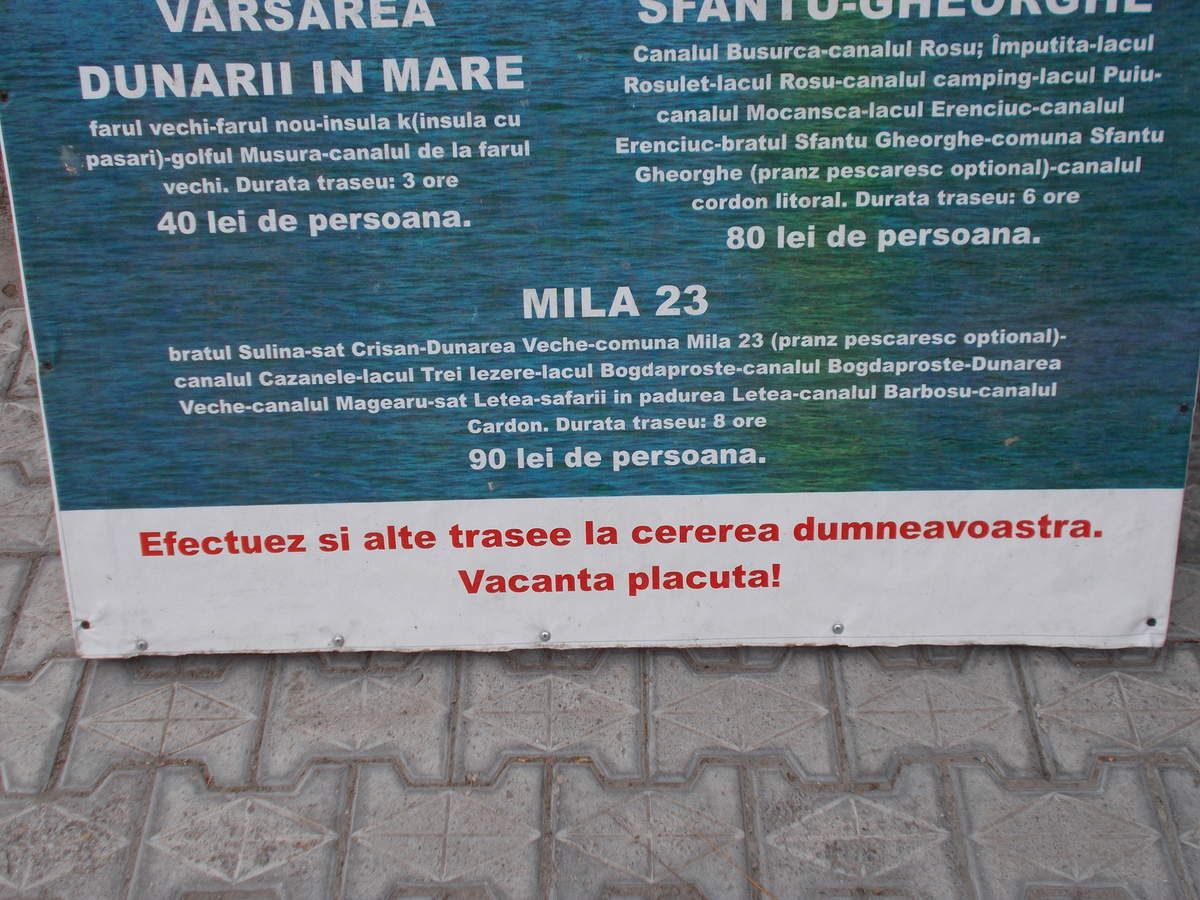 VARSAREA
DUNARII IN MARE
farul vechi-farul nou-insula k(insula cu
pasari)-golful Musura-canalul de la farul
vechi. Durata traseu: 3 ore
40 lei de persoana.
SFANTU-GHEORGHE
Canalul Busurca-canalul Rosu; Împutita-lacul
Rosulet-lacul Rosu-canalul camping-lacul Puiu-
canalul Mocansca-lacul Erenciuc-canalul
Erenciuc-bratul Sfantu Gheorghe-comuna Sfantu
Gheorghe (pranz pescaresc optional)-canalul
cordon litoral. Durata traseu: 6 ore
80 lei de persoana.
MILA 23
bratul Sulina-sat Crisan-Dunarea Veche-comuna Mila 23 (pranz pescaresc optional)-
canalul Cazanele-lacul Trei Iezere-lacul Bogdaproste-canalul Bogdaproste-Dunarea
Veche-canalul Magearu-sat Letea-safarii in padurea Letea-canalul Barbosu-canalul
Cardon. Durata traseu: 8 ore
90 lei de persoana.
Efectuez si alte trasee la cererea dumneavoastra.
Vacanta placuta!